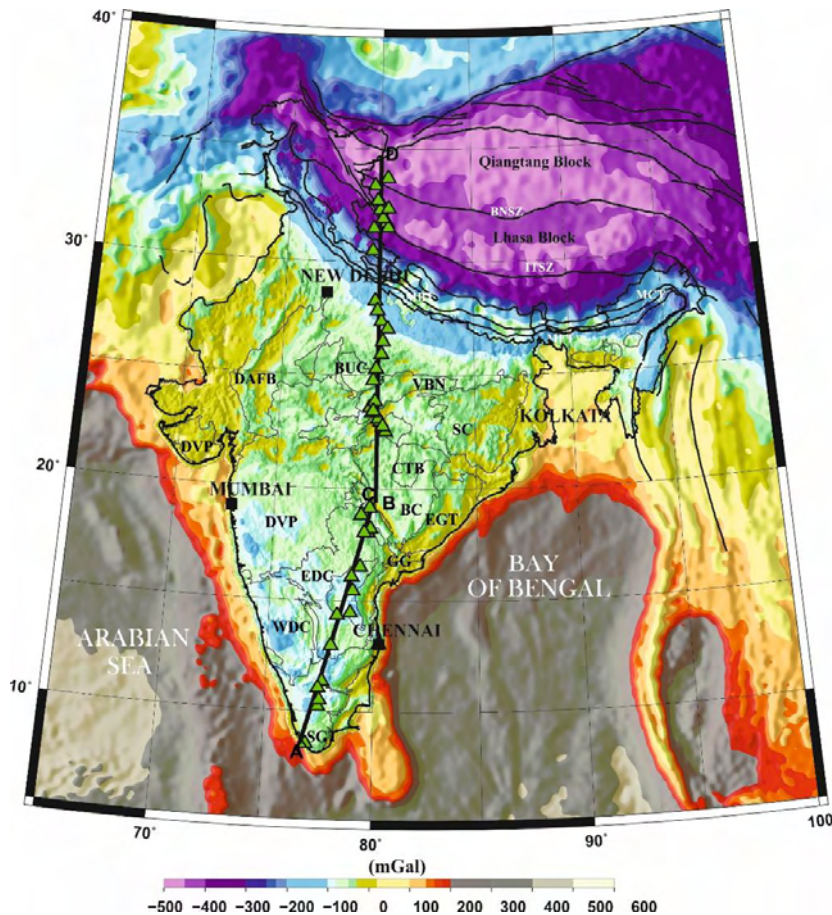 40°
D
Qiangtang Block
BNSZ
30°
Lhasa Block
ITSZ
NEW DELHI
MCT
BUC
DAFB
VBN
KOLKATA
DVP
SC
20°
CTB
MUMBAI
C
B
DVP
BC
EGT
BAY
OF BENGAL
GG
EDC
WDC
CHENNAI
ARABIAN
SEA
10°
SGT
A
70°
80°
90°
100
(mGal)
−500 −400 −300 −200 −100 0 100 200 300 400 500 600